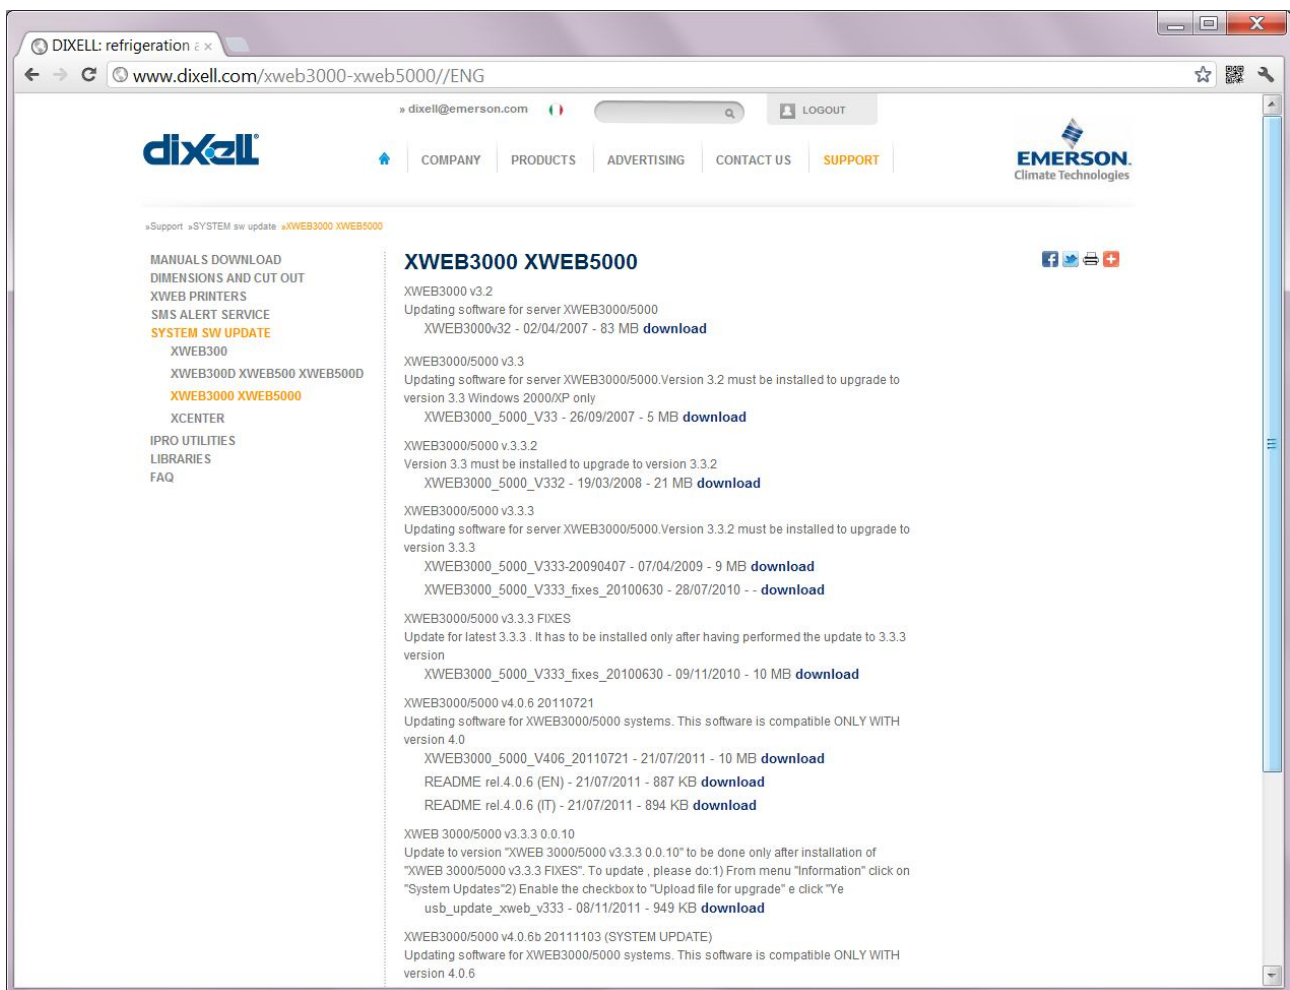 DIXELL: refrigeration a
www.dixell.com/xweb3000-xweb5000//ENG
» dixell@emerson.com
LOGOUT
dixell
COMPANY PRODUCTS ADVERTISING CONTACT US SUPPORT
EMERSON.
Climate Technologies
»Support »SYSTEM sw update »XWEB3000 XWEB5000
MANUALS DOWNLOAD
DIMENSIONS AND CUT OUT
XWEB PRINTERS
SMS ALERT SERVICE
SYSTEM SW UPDATE
XWEB300
XWEB300D XWEB500 XWEB500D
XWEB3000 XWEB5000
XCENTER
IPRO UTILITIES
LIBRARIES
FAQ
XWEB3000 XWEB5000
XWEB3000 v3.2
Updating software for server XWEB3000/5000
XWEB3000v32 - 02/04/2007 - 83 MB download
XWEB3000/5000 v3.3
Updating software for server XWEB3000/5000.Version 3.2 must be installed to upgrade to
version 3.3 Windows 2000/XP only
XWEB3000_5000_V33 - 26/09/2007 - 5 MB download
XWEB3000/5000 v.3.3.2
Version 3.3 must be installed to upgrade to version 3.3.2
XWEB3000_5000_V332 - 19/03/2008 - 21 MB download
XWEB3000/5000 v3.3.3
Updating software for server XWEB3000/5000.Version 3.3.2 must be installed to upgrade to
version 3.3.3
XWEB3000_5000_V333-20090407 - 07/04/2009 - 9 MB download
XWEB3000_5000_V333_fixes_20100630 - 28/07/2010 - - download
XWEB3000/5000 v3.3.3 FIXES
Update for latest 3.3.3 . It has to be installed only after having performed the update to 3.3.3
version
XWEB3000_5000_V333_fixes_20100630 - 09/11/2010 - 10 MB download
XWEB3000/5000 v4.0.6 20110721
Updating software for XWEB3000/5000 systems. This software is compatible ONLY WITH
version 4.0
XWEB3000_5000_V406_20110721 - 21/07/2011 - 10 MB download
README rel.4.0.6 (EN) - 21/07/2011 - 887 KB download
README rel.4.0.6 (IT) - 21/07/2011 - 894 KB download
XWEB 3000/5000 v3.3.3 0.0.10
Update to version "XWEB 3000/5000 v3.3.3 0.0.10" to be done only after installation of
"XWEB 3000/5000 v3.3.3 FIXES". To update , please do:1) From menu "Information" click on
"System Updates"2) Enable the checkbox to "Upload file for upgrade" e click "Ye
usb_update_xweb_v333 - 08/11/2011 - 949 KB download
XWEB3000/5000 v4.0.6b 20111103 (SYSTEM UPDATE)
Updating software for XWEB3000/5000 systems. This software is compatible ONLY WITH
version 4.0.6